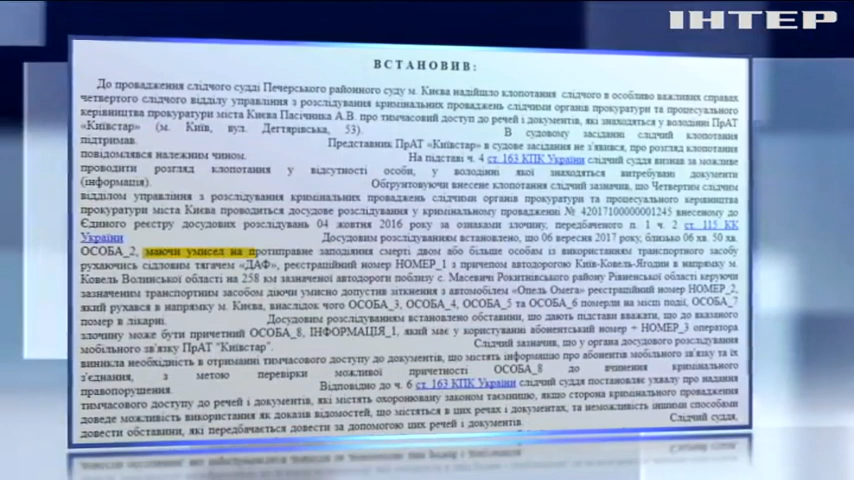 ІНТЕР
ВСТАНОВИВ:
До провадження слідчого судді Печерського районного суду м. Києва надійшло клопотання слідчого в особливо важливих справах
четвертого слідчого відділу управління з розслідування кримінальних проваджень слідчими органів прокуратури та процесуального
керівництва прокуратури міста Києва Пасічника А.В. про тимчасовий доступ до речей і документів, які знаходяться у володінні ПрАТ
«Київстар» (м. Київ, вул. Дегтярівська, 53). В судовому засіданні слідчий клопотання
підтримав. Представник ПрАТ «Київстар» в судове засідання не з'явився, про розгляд клопотання
повідомлявся належним чином. На підставі ч. 4 ст. 163 КПК України слідчий суддя визнав за можливе
проводити розгляд клопотання у відсутності особи, у володінні якої знаходяться витребувані документи
(інформація). Обгрунтовуючи внесене клопотання слідчий зазначив, що Четвертим слідчим
відділом управління з розслідування кримінальних проваджень слідчими органів прокуратури та процесуального керівництва
прокуратури міста Києва проводиться досудове розслідування у кримінальному провадженні № 42017100000001245 внесеному до
Єдиного реєстру досудових розслідувань 04 жовтня 2016 року за ознаками злочину, передбаченого п. 1 ч. 2 ст. 115 КК
України Досудовим розслідуванням встановлено, що 06 вересня 2017 року, близько 06 хв. 50 хв.
ОСОБА_2, маючи умисел на протиправне заподіяння смерті двом або більше особам із використанням транспортного засобу
рухаючись сідловим тягачем «ДАФ», реєстраційний номер НОМЕР_1 з причепом автодорогою Київ-Ковель-Ягодин в напрямку м.
Ковель Волинської області на 258 км зазначеної автодороги поблизу с. Масевичі Рокитнівського району Рівненської області керуючи
зазначеним транспортним засобом діючи умисно допустив зіткнення з автомобілем «Опель Омега» реєстраційний номер НОМЕР_2,
який рухався в напрямку м. Києва, внаслідок чого ОСОБА_3, ОСОБА_4, ОСОБА_5 та ОСОБА_6 померли на місці події, ОСОБА_7
помер в лікарні. Досудовим розслідуванням встановлено обставини, що дають підстави вважати, що до вказаного
злочину може бути причетний ОСОБА_8, ІНФОРМАЦІЯ_1, який має у користуванні абонентський номер + НОМЕР_3 оператора
мобільного зв'язку ПрАТ "Київстар". Слідчий зазначив, що у органа досудового розслідування
виникла необхідність в отриманні тимчасового доступу до документів, що містять інформацію про абонентів мобільного зв'язку та їх
з'єднання, а з метою перевірки можливої причетності ОСОБА_8 до вчинення кримінального
правопорушення. Відповідно до ч. 6 ст. 163 КПК України слідчий суддя постановляє ухвалу про надання
тимчасового доступу до речей і документів, які містять охоронювану законом таємницю, якщо сторона кримінального провадження
доведе можливість використання як доказів відомостей, що містяться в цих речах і документах, та неможливість іншими способами
довести обставини, які передбачається довести за допомогою цих речей і документів. Слідчий суддя,